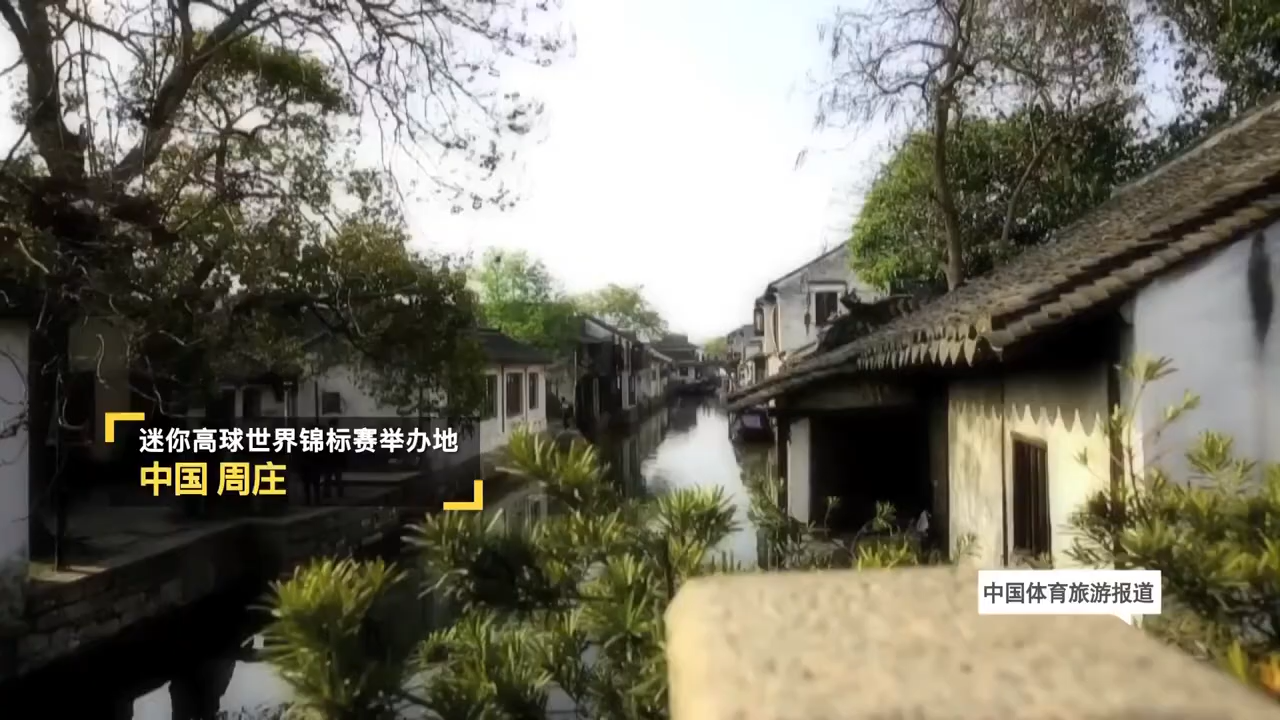 迷你高球世界锦标赛举办地
中国 周庄
中国体育旅游报道